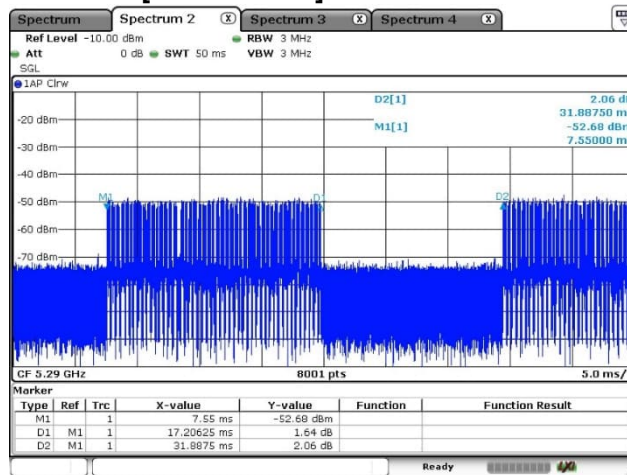 Spectrum Spectrum 2 X Spectrum 3 X Spectrum 4 X
Ref Level -10.00 dBm RBW 3 MHz
Att 0 dB SWT 50 ms VBW 3 MHz
SGL
1AP Clrw
D2[1] 2.06 d
31.88750 m
-20 dBm M1[1] -52.68 dBm
7.55000 m
-30 dBm
-40 dBm
M1 D1 D2
-50 dBm
-60 dBm
-70 dBm
CF 5.29 GHz 8001 pts 5.0 ms/
Marker
Type Ref Trc X-value Y-value Function Function Result
M1 1 7.55 ms -52.68 dBm
D1 M1 1 17.20625 ms 1.64 dB
D2 M1 1 31.8875 ms 2.06 dB
Ready